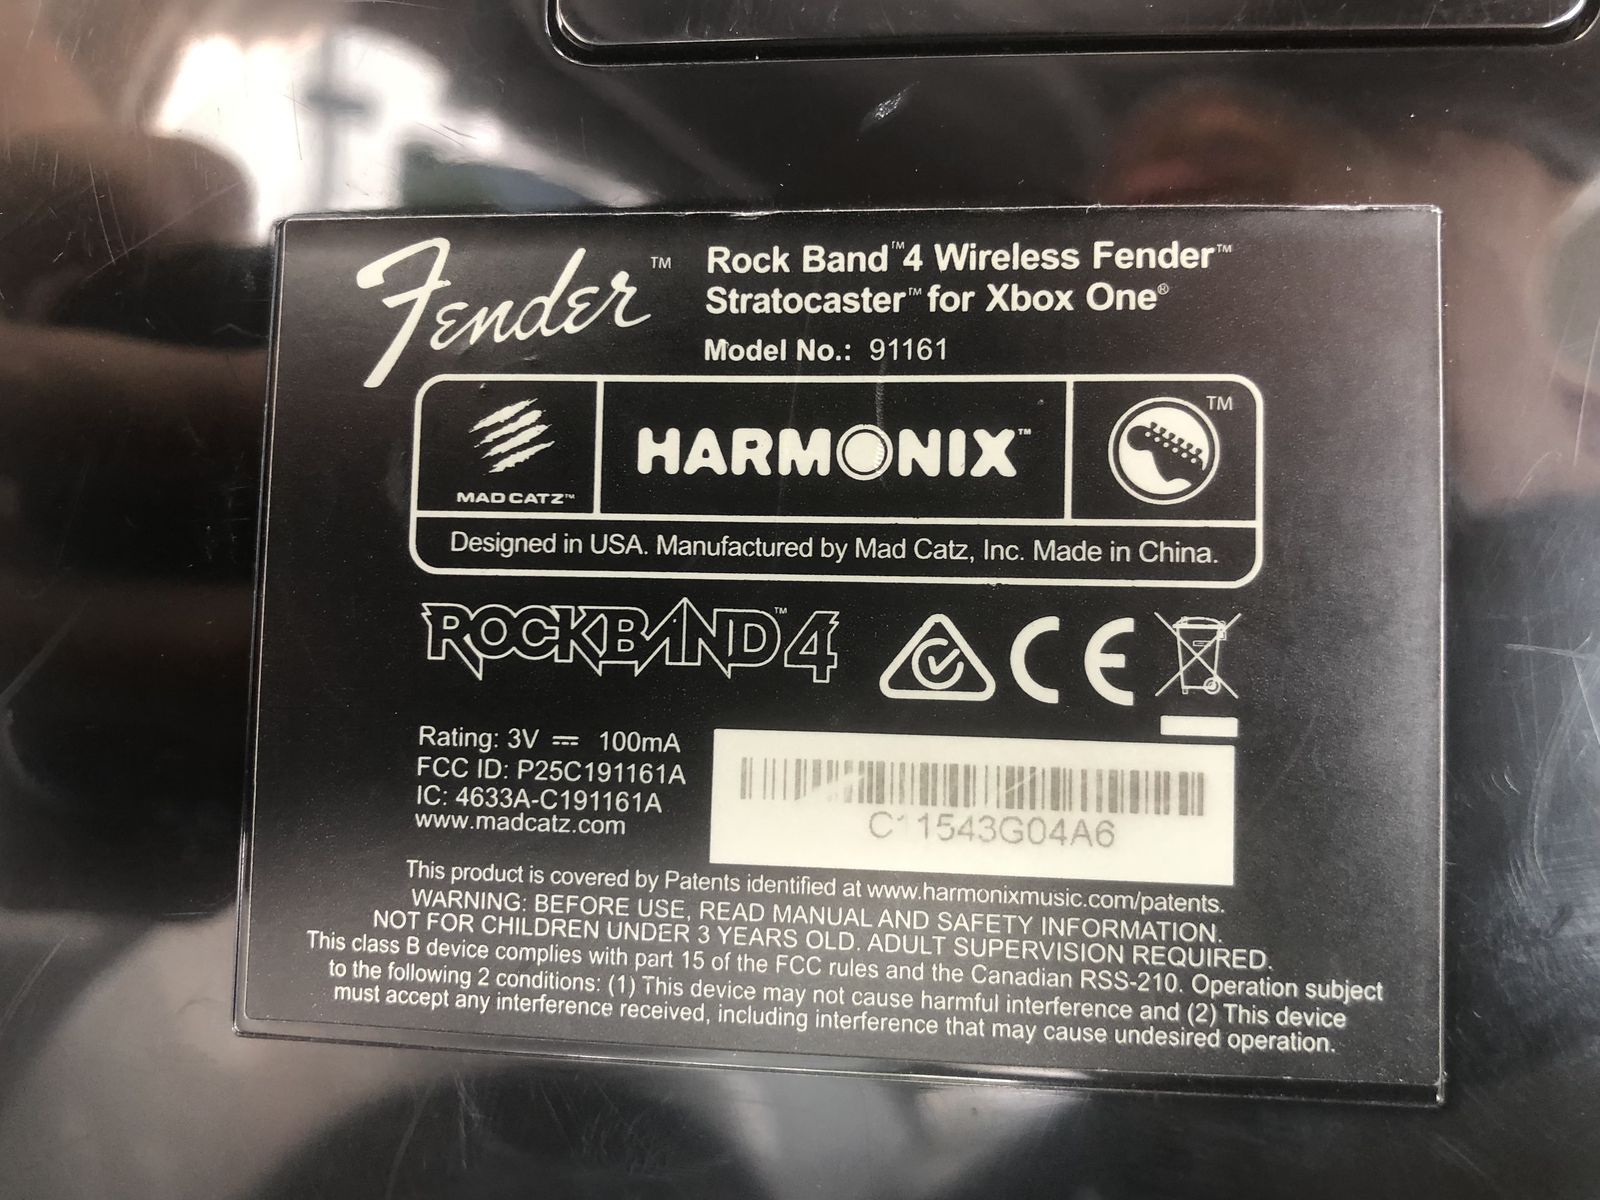 Fender™
Rock Band™4 Wireless Fender™
Stratocaster™ for Xbox One®
Model No.: 91161
MAD CATZ™
HARMONIX™
TM
Designed in USA. Manufactured by Mad Catz, Inc. Made in China.
ROCKBAND™4
CE
Rating: 3V ⎓ 100mA
FCC ID: P25C191161A
IC: 4633A-C191161A
www.madcatz.com
This product is covered by Patents identified at www.harmonixmusic.com/patents.
WARNING: BEFORE USE, READ MANUAL AND SAFETY INFORMATION.
NOT FOR CHILDREN UNDER 3 YEARS OLD. ADULT SUPERVISION REQUIRED.
This class B device complies with part 15 of the FCC rules and the Canadian RSS-210. Operation subject
to the following 2 conditions: (1) This device may not cause harmful interference and (2) This device
must accept any interference received, including interference that may cause undesired operation.